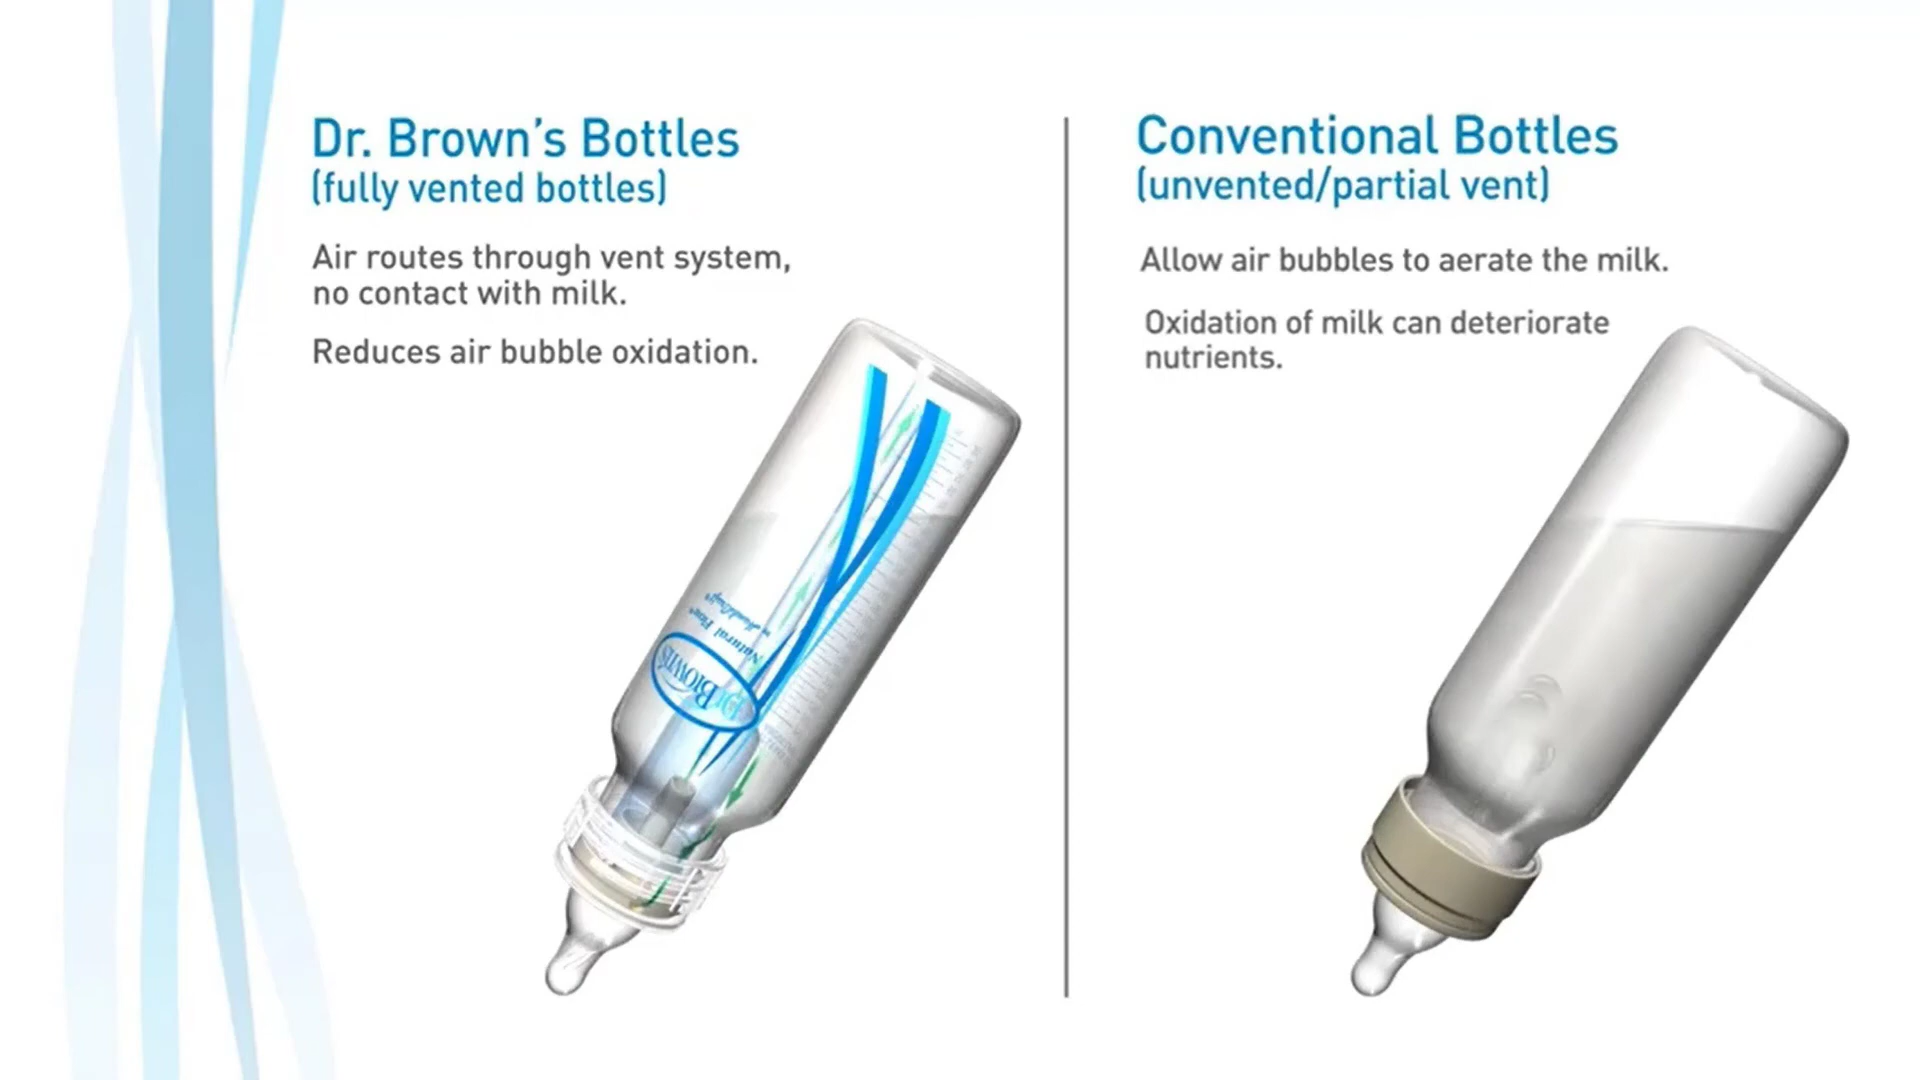 Dr. Brown's Bottles
(fully vented bottles)
Air routes through vent system,
no contact with milk.
Reduces air bubble oxidation.
Natural Flow®
Dr Brown's
Conventional Bottles
(unvented/partial vent)
Allow air bubbles to aerate the milk.
Oxidation of milk can deteriorate
nutrients.